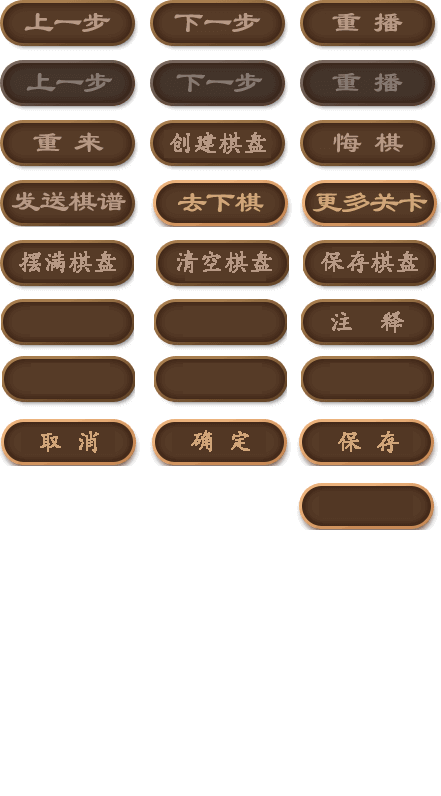 上一步 下一步 重 播
上一步 下一步 重 播
重 来 创建棋盘 悔 棋
发送棋谱 去下棋 更多关卡
摆满棋盘 清空棋盘 保存棋盘
注 释
取 消 确 定 保 存